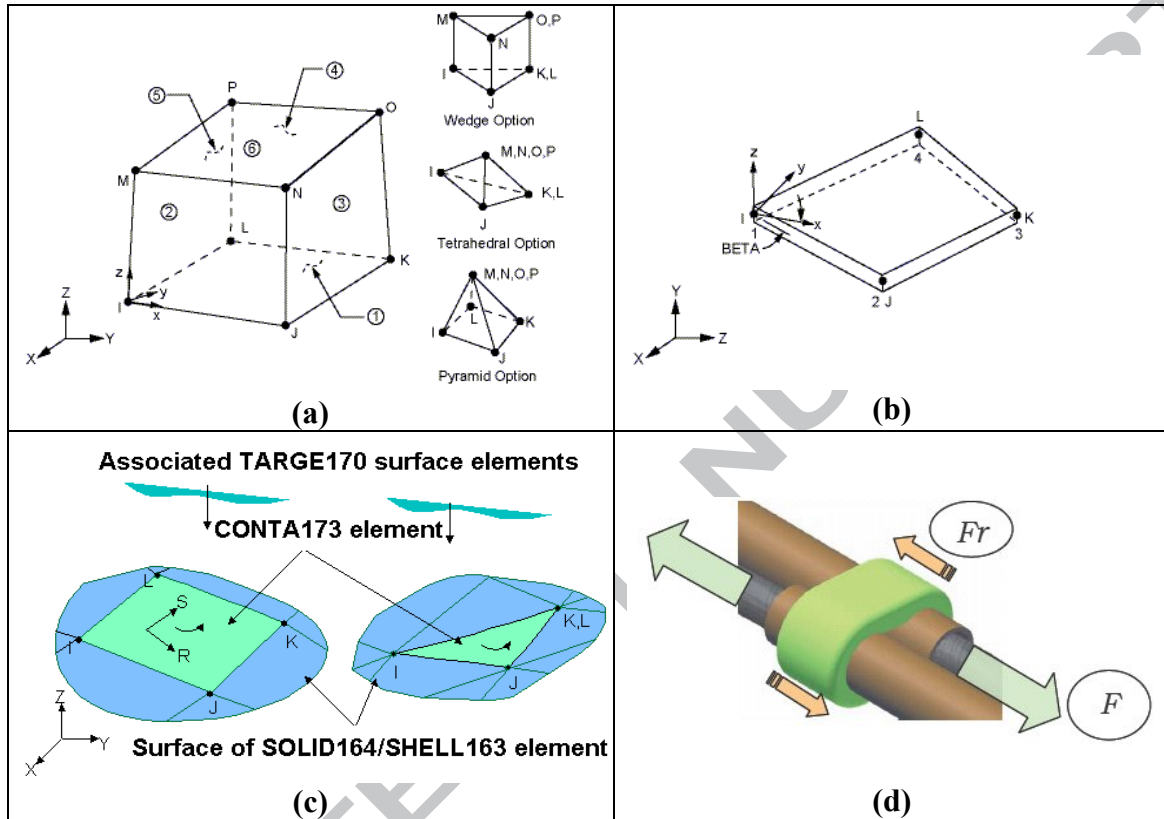 M
O,P
N
I
K,L
J
Wedge Option
M,N,O,P
I
K,L
J
Tetrahedral Option
M,N,O,P
I
L
K
J
Pyramid Option
P
④
O
⑤
⑥
M
N
②
③
L
K
z
y
I
x
①
J
Z
Y
X
(a)
L
z
y
4
I
x
K
1
3
BETA
2 J
Y
Z
X
(b)
Associated TARGE170 surface elements
CONTA173 element
L
S
I
K
R
J
K,L
I
J
Z
Y
X
Surface of SOLID164/SHELL163 element
(c)
Fr
F
(d)